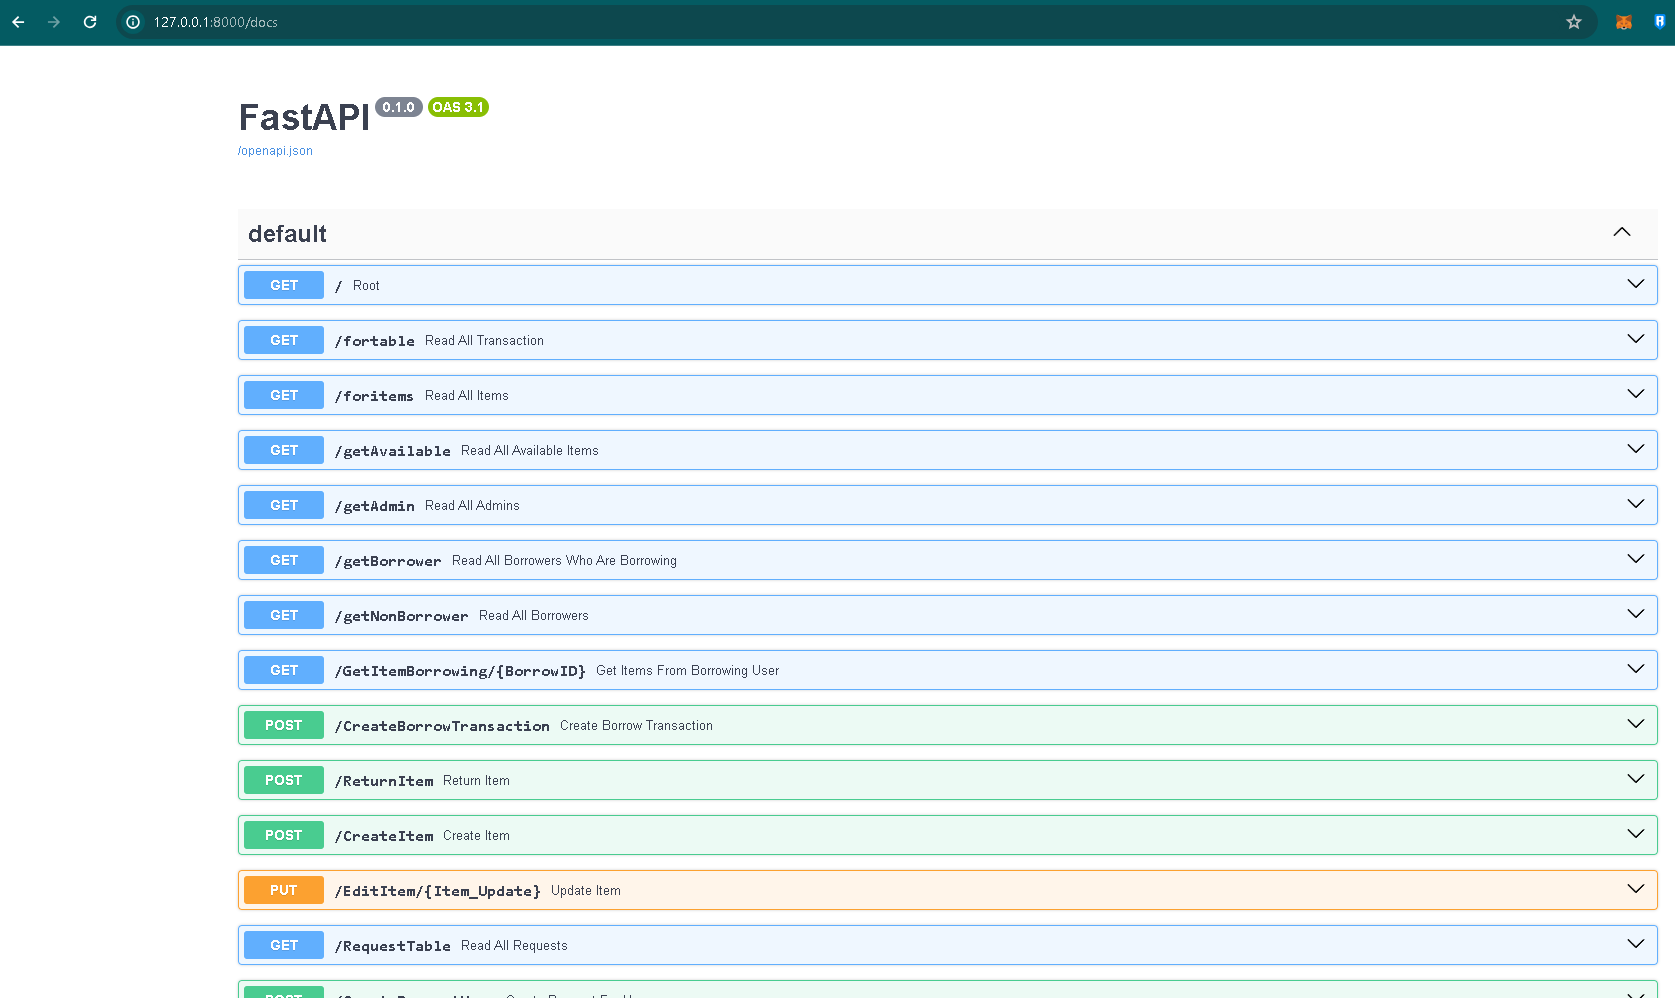 127.0.0.1:8000/docs
FastAPI 0.1.0 OAS 3.1
/openapi.json
default
GET / Root
GET /fortable Read All Transaction
GET /foritems Read All Items
GET /getAvailable Read All Available Items
GET /getAdmin Read All Admins
GET /getBorrower Read All Borrowers Who Are Borrowing
GET /getNonBorrower Read All Borrowers
GET /GetItemBorrowing/{BorrowID} Get Items From Borrowing User
POST /CreateBorrowTransaction Create Borrow Transaction
POST /ReturnItem Return Item
POST /CreateItem Create Item
PUT /EditItem/{Item_Update} Update Item
GET /RequestTable Read All Requests
POST